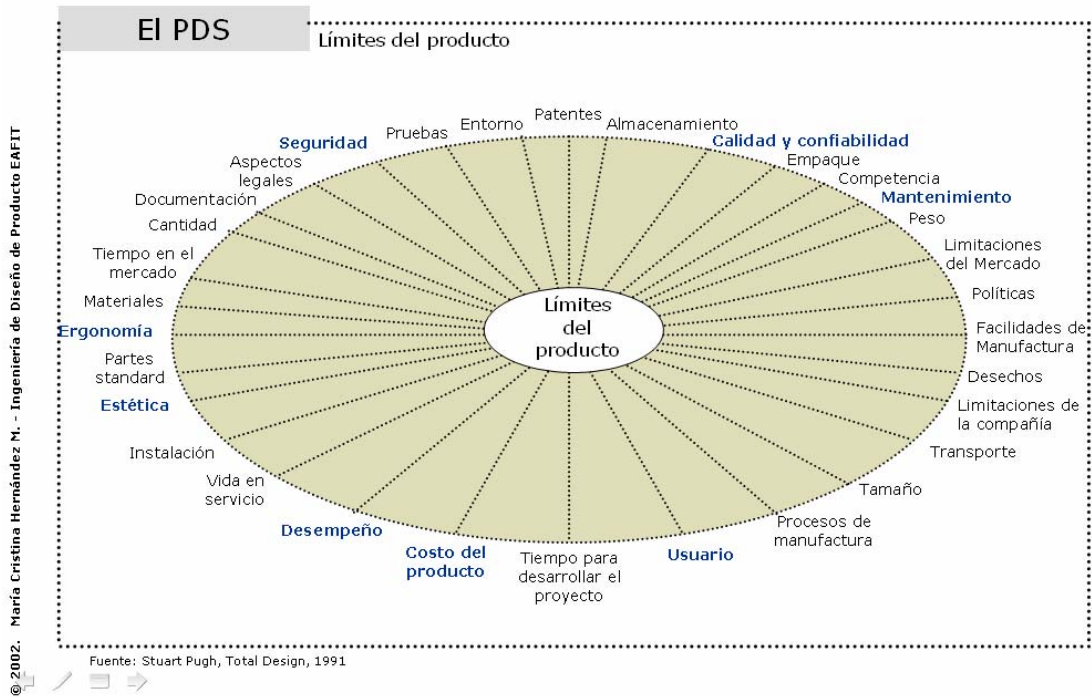 El PDS
Límites del producto
Patentes
Entorno
Almacenamiento
Pruebas
Calidad y confiabilidad
Seguridad
Empaque
Aspectos
legales
Competencia
Documentación
Mantenimiento
Cantidad
Peso
Tiempo en el
mercado
Limitaciones
del Mercado
Materiales
Políticas
Límites
del
producto
Ergonomía
Facilidades de
Manufactura
Partes
standard
Desechos
Estética
Limitaciones de
la compañía
Instalación
Transporte
Vida en
servicio
Tamaño
Desempeño
Procesos de
manufactura
Costo del
producto
Tiempo para
desarrollar el
proyecto
Usuario
Fuente: Stuart Pugh, Total Design, 1991
© 2002. María Cristina Hernández M. - Ingeniería de Diseño de Producto EAFIT